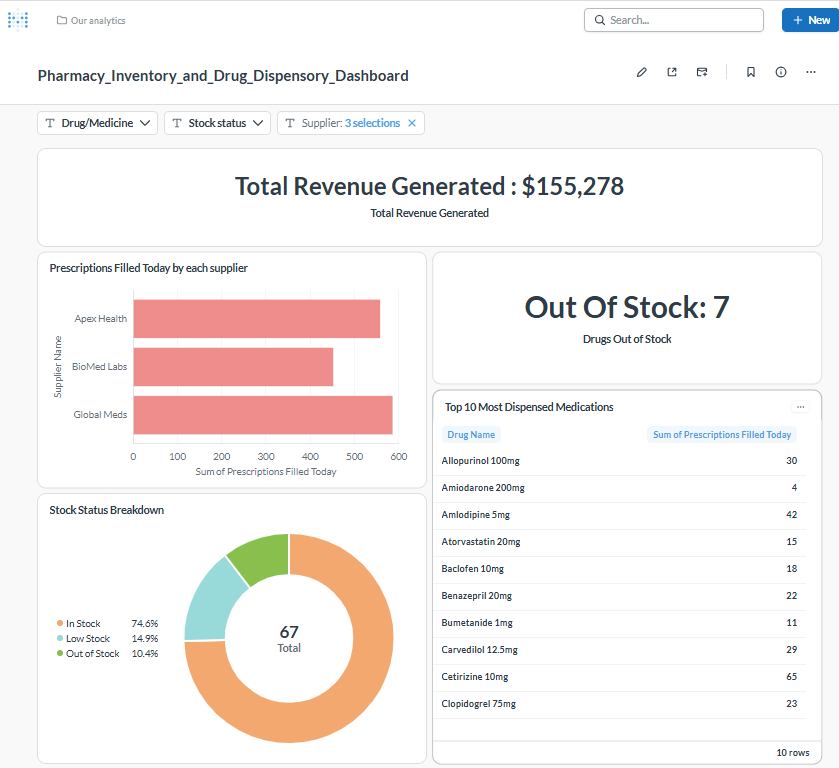 Our analytics
Search...
New
Pharmacy_Inventory_and_Drug_Dispensory_Dashboard
Drug/Medicine
Stock status
Supplier: 3 selections
Total Revenue Generated : $155,278
Total Revenue Generated
Prescriptions Filled Today by each supplier
Supplier Name
Apex Health
BioMed Labs
Global Meds
0 100 200 300 400 500 600
Sum of Prescriptions Filled Today
Out Of Stock: 7
Drugs Out of Stock
Stock Status Breakdown
In Stock 74.6%
Low Stock 14.9%
Out of Stock 10.4%
67
Total
Top 10 Most Dispensed Medications
Drug Name Sum of Prescriptions Filled Today
Allopurinol 100mg 30
Amiodarone 200mg 4
Amlodipine 5mg 42
Atorvastatin 20mg 15
Baclofen 10mg 18
Benazepril 20mg 22
Bumetanide 1mg 11
Carvedilol 12.5mg 29
Cetirizine 10mg 65
Clopidogrel 75mg 23
10 rows